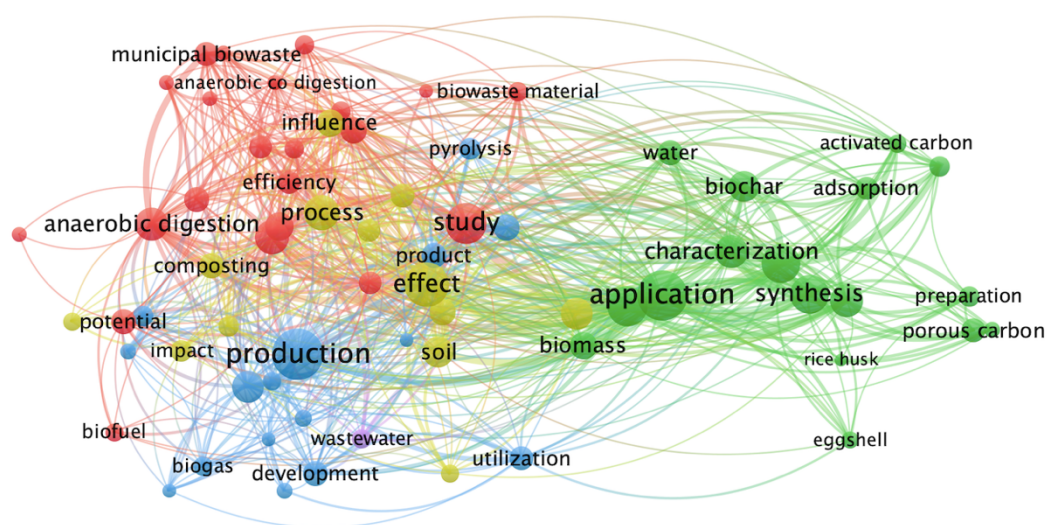 municipal biowaste
anaerobic co digestion
biowaste material
influence
pyrolysis
water
activated carbon
efficiency
biochar
adsorption
process
anaerobic digestion
study
product
characterization
composting
effect
application
synthesis
preparation
potential
porous carbon
impact
production
soil
biomass
rice husk
biofuel
wastewater
eggshell
biogas
development
utilization